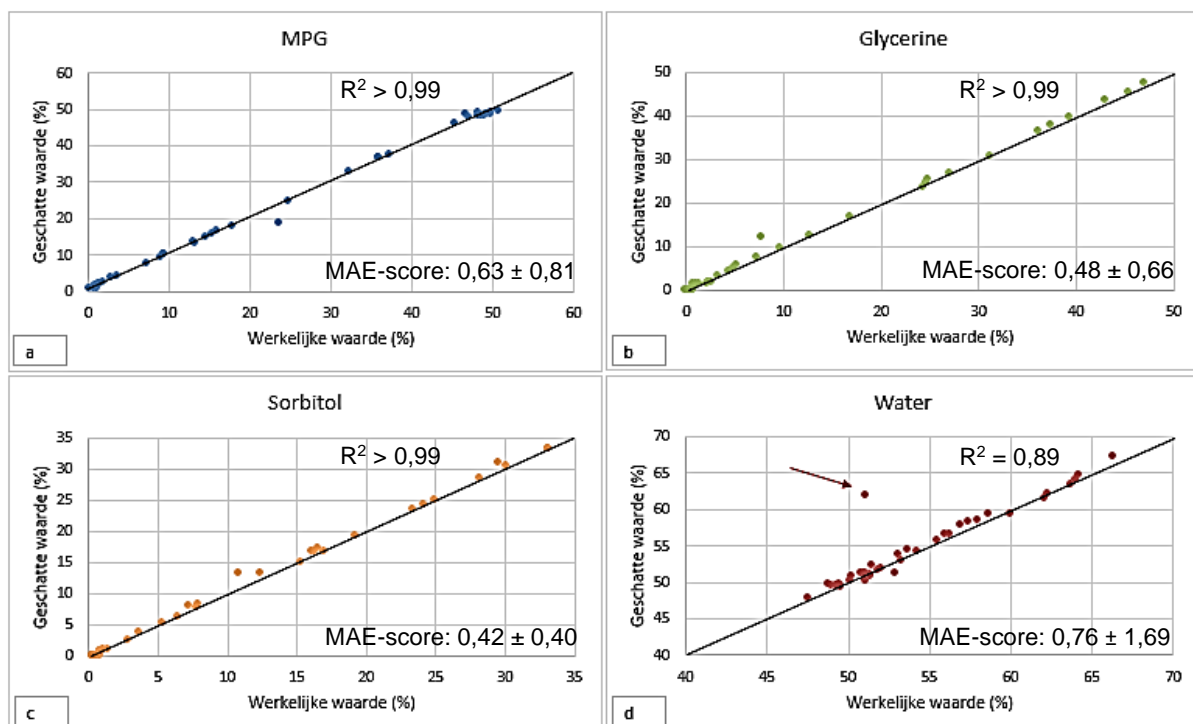 MPG
R² > 0,99
Geschatte waarde (%)
60
50
40
30
20
10
0
MAE-score: 0,63 ± 0,81
0 10 20 30 40 50 60
Werkelijke waarde (%)
a
Glycerine
R² > 0,99
Geschatte waarde (%)
50
40
30
20
10
0
MAE-score: 0,48 ± 0,66
0 10 20 30 40 50
Werkelijke waarde (%)
b
Sorbitol
R² > 0,99
Geschatte waarde (%)
35
30
25
20
15
10
5
0
MAE-score: 0,42 ± 0,40
0 5 10 15 20 25 30 35
Werkelijke waarde (%)
c
Water
R² = 0,89
Geschatte waarde (%)
70
65
60
55
50
45
40
MAE-score: 0,76 ± 1,69
40 45 50 55 60 65 70
Werkelijke waarde (%)
d